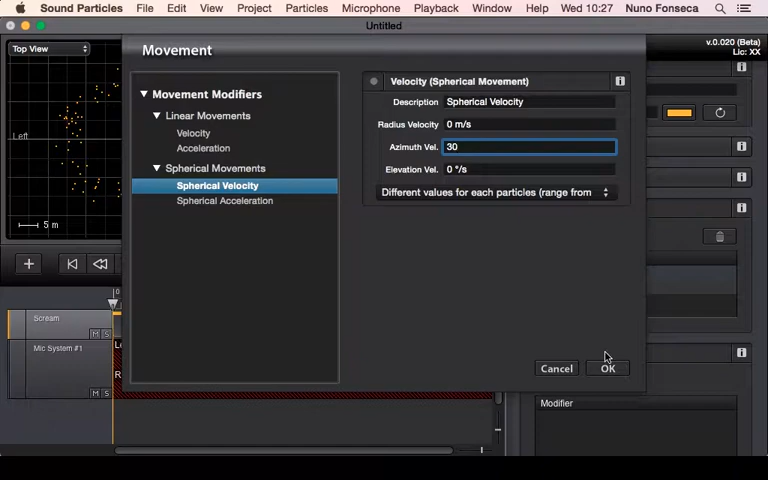 Sound Particles File Edit View Project Particles Microphone Playback Window Help Wed 10:27 Nuno Fonseca
Untitled
Top View
v.0.020 (Beta)
Lic: XX
Movement
Movement Modifiers
Linear Movements
Velocity
Acceleration
Spherical Movements
Spherical Velocity
Spherical Acceleration
Velocity (Spherical Movement)
Description Spherical Velocity
Radius Velocity 0 m/s
Azimuth Vel. 30
Elevation Vel. 0 °/s
Different values for each particles (range from
Cancel OK
Left
5 m
Scream
M S
Mic System #1
M S
Modifier